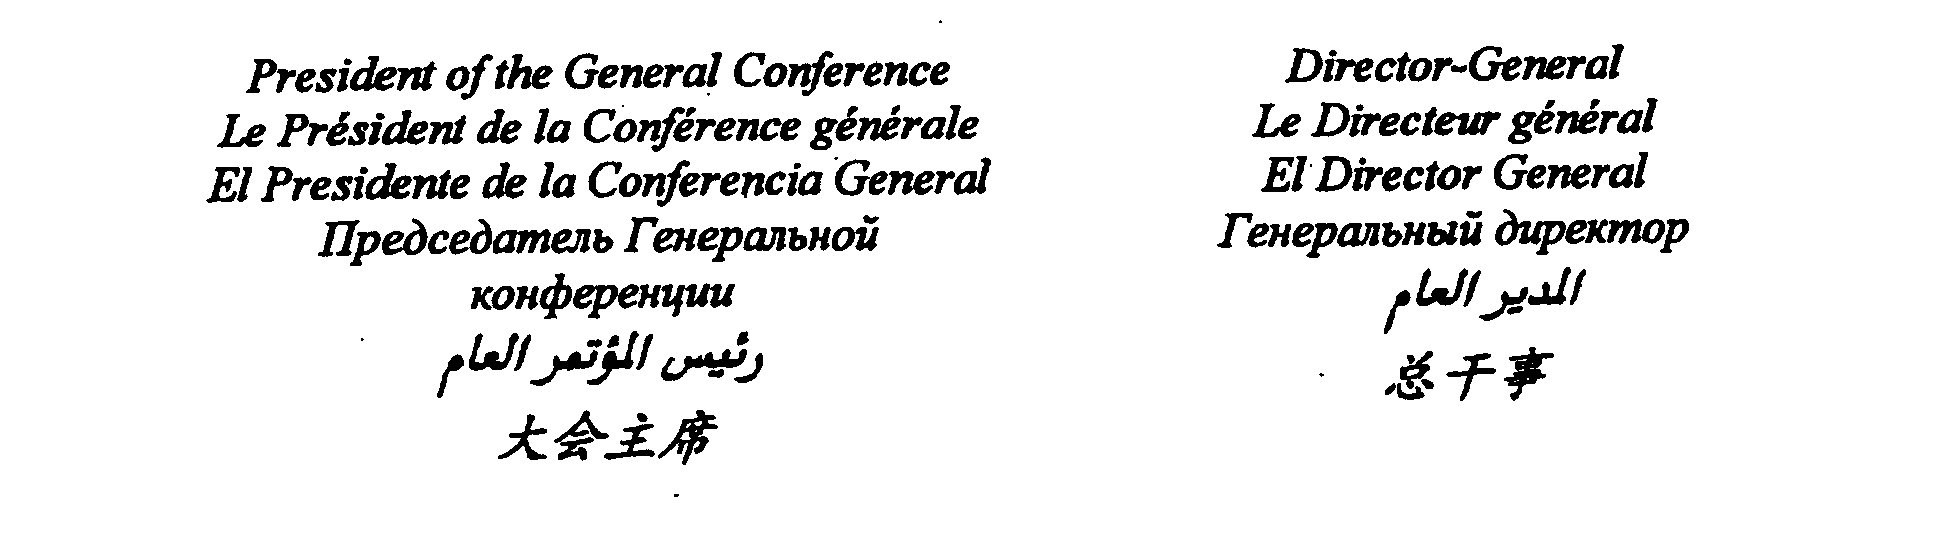 President of the General Conference
Le Président de la Conférence générale
El Presidente de la Conferencia General
Председатель Генеральной
конференции
رئيس المؤتمر العام
大会主席
Director-General
Le Directeur général
El Director General
Генеральный директор
المدير العام
总干事